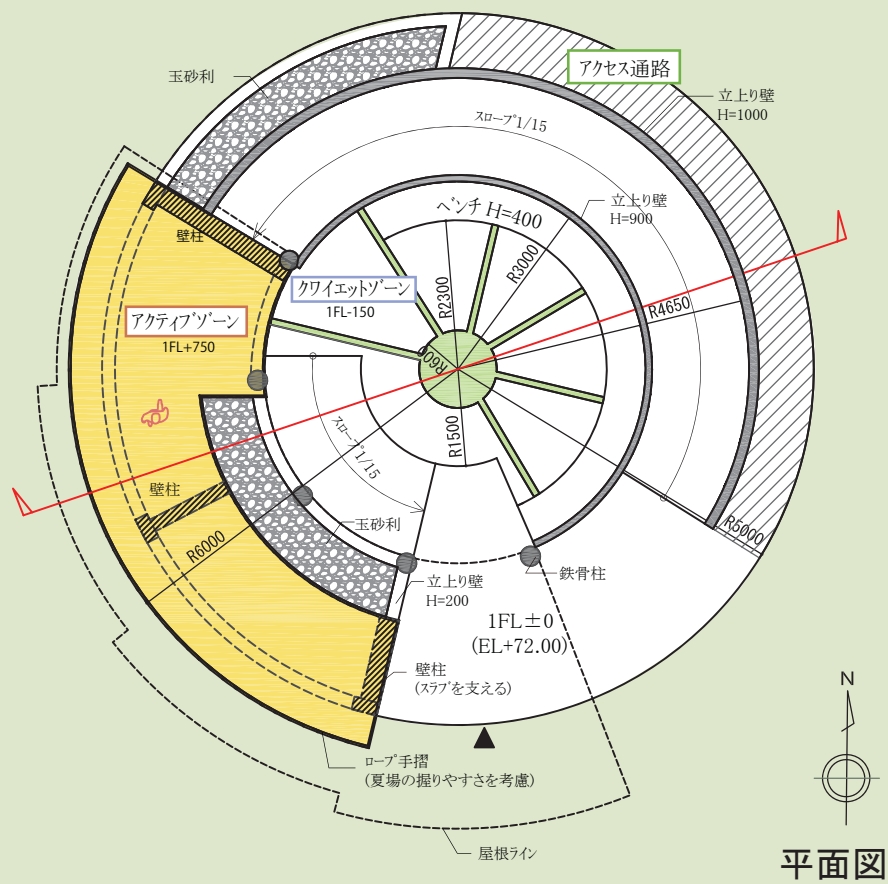 玉砂利
アクセス通路
立上り壁
H=1000
スロープ1/15
立上り壁
H=900
ベンチ H=400
壁柱
クワイエットゾーン
1FL-150
R2300
R3000
R4650
アクティブゾーン
1FL+750
R600
R1500
スロープ1/15
壁柱
玉砂利
R5000
R6000
鉄骨柱
立上り壁
H=200
1FL±0
(EL+72.00)
壁柱
(スラブを支える)
N
ロープ手摺
(夏場の握りやすさを考慮)
屋根ライン
平面図